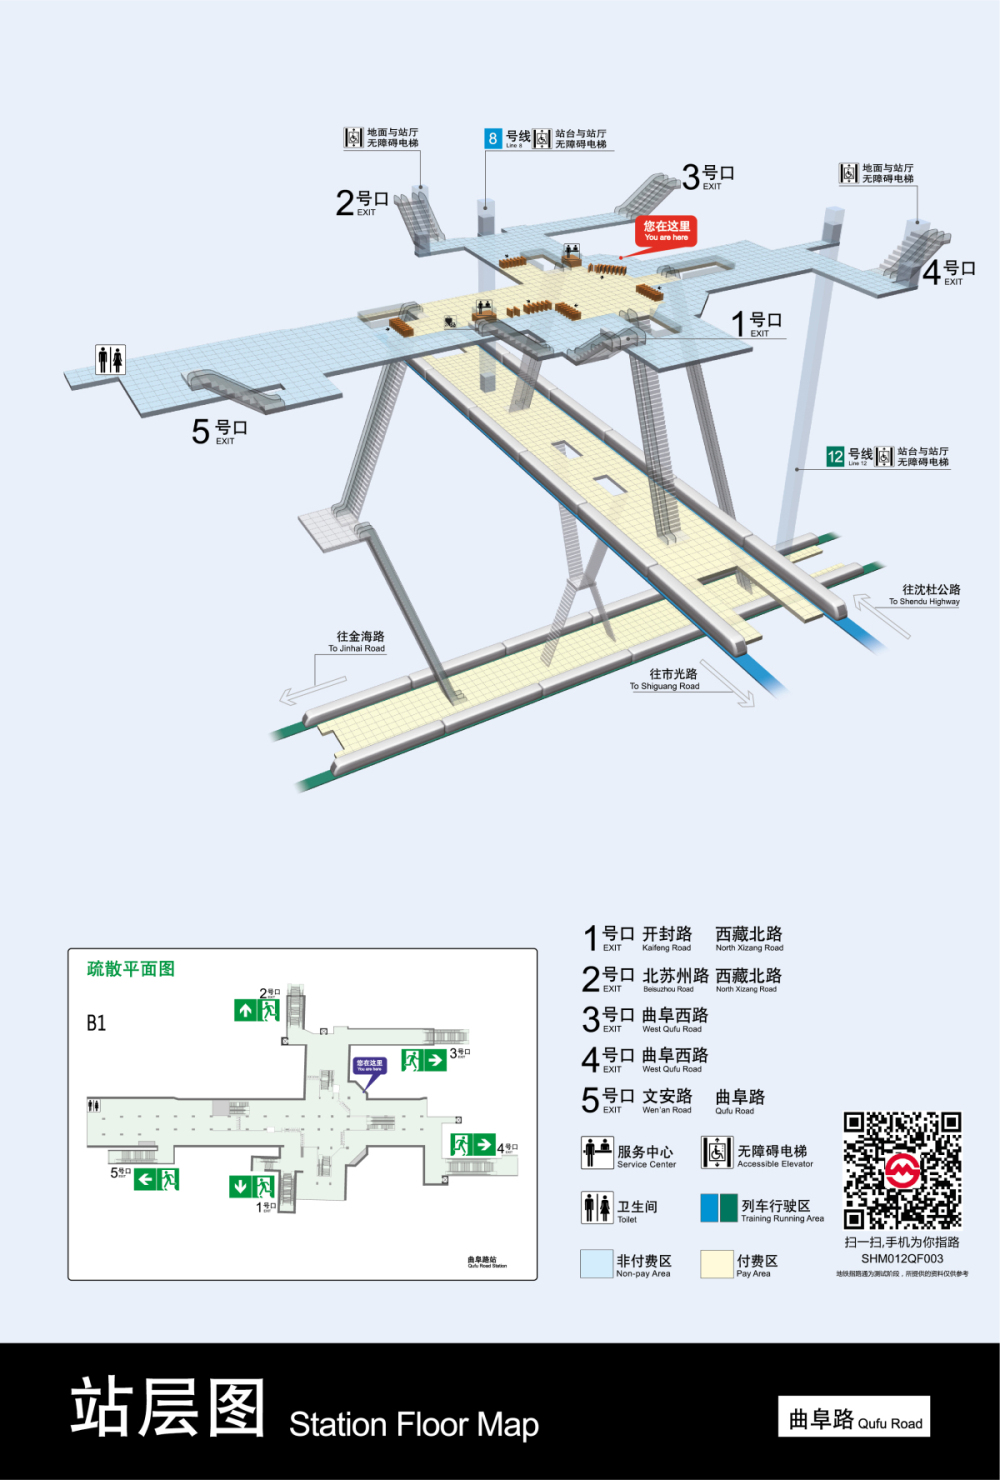 地面与站厅
无障碍电梯
8 号线
Line 8
站台与站厅
无障碍电梯
地面与站厅
无障碍电梯
2号口
EXIT
3号口
EXIT
您在这里
You are here
4号口
EXIT
1号口
EXIT
5号口
EXIT
12 号线
Line 12
站台与站厅
无障碍电梯
往沈杜公路
To Shendu Highway
往金海路
To Jinhai Road
往市光路
To Shiguang Road
疏散平面图
B1
2号口
EXIT
3号口
EXIT
您在这里
You are here
4号口
EXIT
5号口
EXIT
1号口
EXIT
曲阜路站
Qufu Road Station
1号口 开封路 西藏北路
EXIT Kaifeng Road North Xizang Road
2号口 北苏州路 西藏北路
EXIT Beisuzhou Road North Xizang Road
3号口 曲阜西路
EXIT West Qufu Road
4号口 曲阜西路
EXIT West Qufu Road
5号口 文安路 曲阜路
EXIT Wen'an Road Qufu Road
服务中心
Service Center
无障碍电梯
Accessible Elevator
卫生间
Toilet
列车行驶区
Training Running Area
非付费区
Non-pay Area
付费区
Pay Area
扫一扫,手机为你指路
SHM012QF003
地铁指路通为测试阶段，所提供的资料仅供参考
站层图 Station Floor Map
曲阜路 Qufu Road